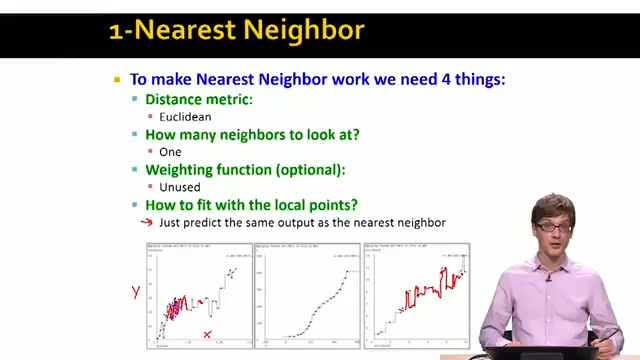 1-Nearest Neighbor
To make Nearest Neighbor work we need 4 things:
Distance metric:
Euclidean
How many neighbors to look at?
One
Weighting function (optional):
Unused
How to fit with the local points?
Just predict the same output as the nearest neighbor
Y
X